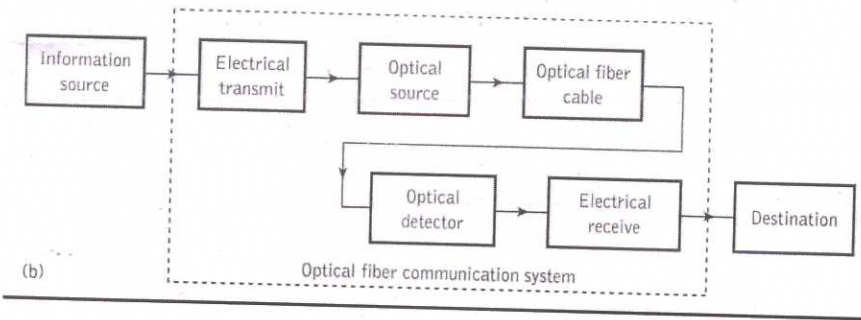 Information
source
Electrical
transmit
Optical
source
Optical fiber
cable
Optical
detector
Electrical
receive
Destination
(b)
Optical fiber communication system